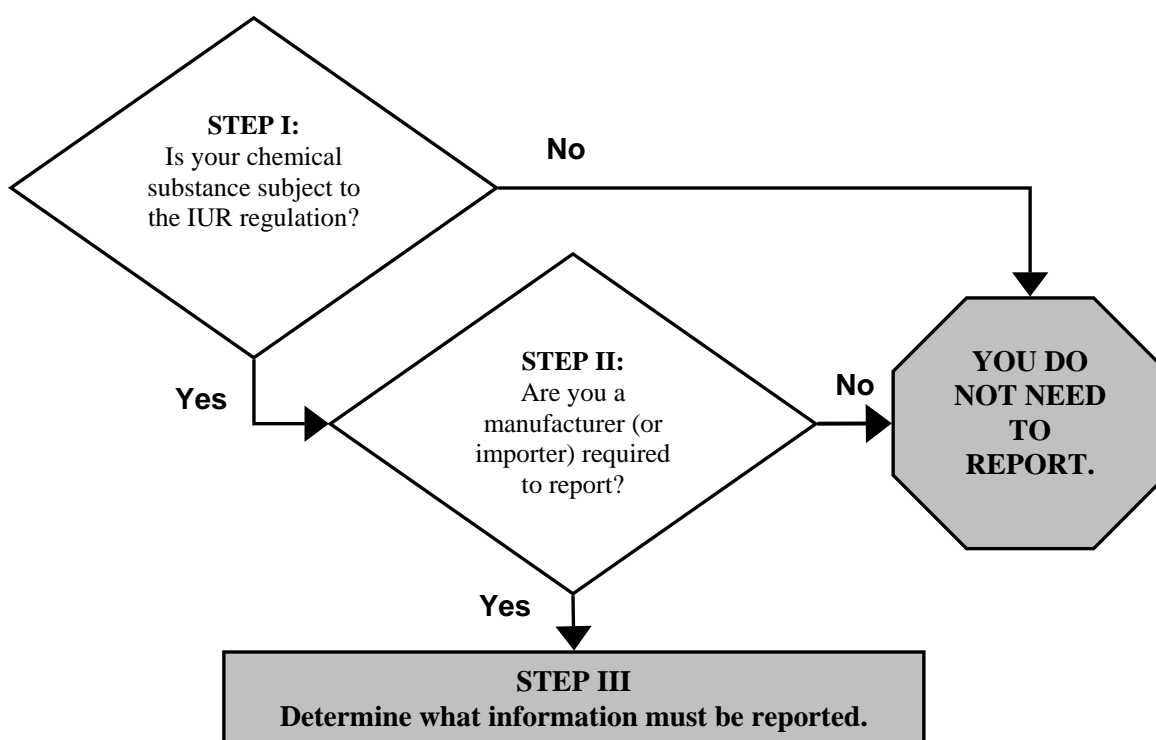 STEP I:
Is your chemical
substance subject to
the IUR regulation?
No
Yes
STEP II:
Are you a
manufacturer (or
importer) required
to report?
No
YOU DO
NOT NEED
TO
REPORT.
Yes
STEP III
Determine what information must be reported.